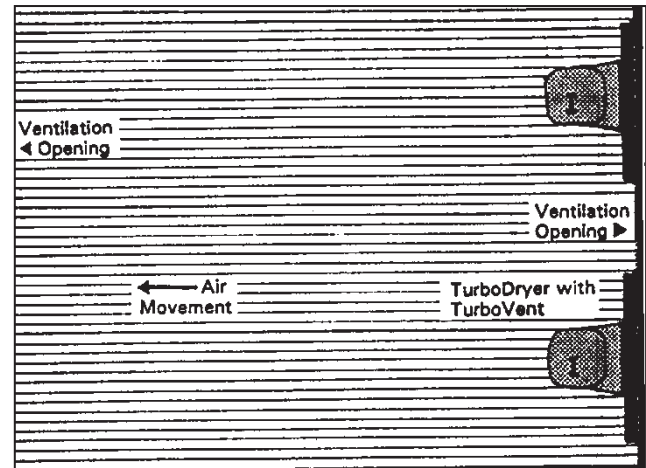 Ventilation
◄ Opening
Ventilation
Opening ►
← Air
Movement
TurboDryer with
TurboVent